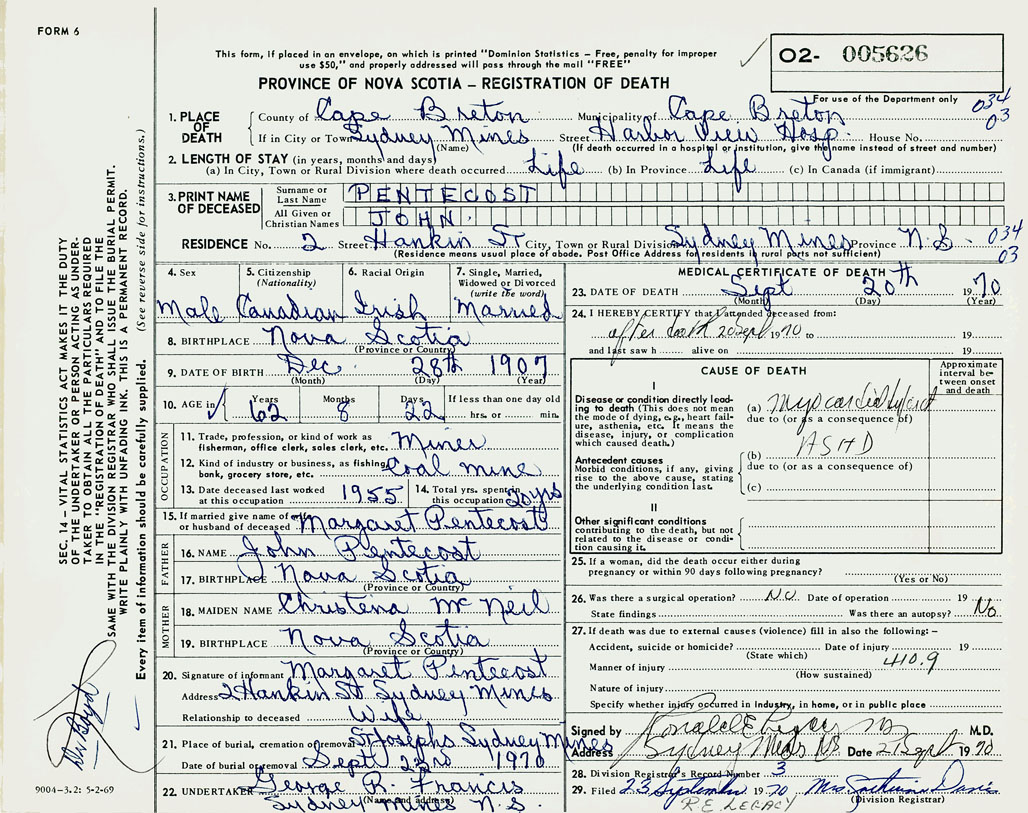 FORM 6
This form, if placed in an envelope, on which is printed "Dominion Statistics – Free, penalty for improper
use $50," and properly addressed will pass through the mail "FREE"
O2- 005626
PROVINCE OF NOVA SCOTIA – REGISTRATION OF DEATH
For use of the Department only
034
03
1. PLACE OF DEATH
County of Cape Breton Municipality of Cape Breton
If in City or Town Sydney Mines Street Harbor View Hosp. House No.
(Name) (If death occurred in a hospital or institution, give the name instead of street and number)
2. LENGTH OF STAY (in years, months and days)
(a) In City, Town or Rural Division where death occurred Life (b) In Province Life (c) In Canada (if immigrant)
3. PRINT NAME OF DECEASED
Surname or Last Name PENTECOST
All Given or Christian Names JOHN
RESIDENCE No. 2 Street Hankin St City, Town or Rural Division Sydney Mines Province N.S. 034
03
(Residence means usual place of abode. Post Office Address for residents in rural parts not sufficient)
4. Sex
Male
5. Citizenship (Nationality)
Canadian
6. Racial Origin
Irish
7. Single, Married, Widowed or Divorced (write the word)
Married
8. BIRTHPLACE Nova Scotia
(Province or Country)
9. DATE OF BIRTH Dec. 28th 1907
(Month) (Day) (Year)
10. AGE in Years 62 Months 8 Days 22 If less than one day old
hrs. or min.
OCCUPATION
11. Trade, profession, or kind of work as
fisherman, office clerk, sales clerk, etc. Miner
12. Kind of industry or business, as fishing,
bank, grocery store, etc. Coal mine
13. Date deceased last worked
at this occupation 1955
14. Total yrs. spent in
this occupation 20 yrs
15. If married give name of wife
or husband of deceased Margaret Pentecost
FATHER
16. NAME John Pentecost
17. BIRTHPLACE Nova Scotia
(Province or Country)
MOTHER
18. MAIDEN NAME Christena McNeil
19. BIRTHPLACE Nova Scotia
(Province or Country)
20. Signature of informant Margaret Pentecost
Address 2 Hankin St Sydney Mines
Relationship to deceased Wife
21. Place of burial, cremation or removal St Josephs Sydney Mines
Date of burial or removal Sept 23rd 1970
22. UNDERTAKER George R. Francis
(Name and address)
Sydney Mines N.S.
MEDICAL CERTIFICATE OF DEATH
23. DATE OF DEATH Sept 20th 1970
(Month) (Day) (Year)
24. I HEREBY CERTIFY that I attended deceased from:
after death 20 Sept 1970 to 19
and last saw h alive on 19
CAUSE OF DEATH
Approximate interval between onset and death
I
Disease or condition directly leading to death (This does not mean the mode of dying, e.g., heart failure, asthenia, etc. It means the disease, injury, or complication which caused death.)
(a) Myocardial Infarct
due to (or as a consequence of)
ASHD
Antecedent causes
Morbid conditions, if any, giving rise to the above cause, stating the underlying condition last.
(b)
due to (or as a consequence of)
(c)
II
Other significant conditions
contributing to the death, but not related to the disease or condition causing it.
25. If a woman, did the death occur either during
pregnancy or within 90 days following pregnancy?
(Yes or No)
26. Was there a surgical operation? No Date of operation 19
State findings Was there an autopsy? No
27. If death was due to external causes (violence) fill in also the following: –
Accident, suicide or homicide? Date of injury 19
(State which) 410.9
Manner of injury
(How sustained)
Nature of injury
Specify whether injury occurred in industry, in home, or in public place
Signed by M.D.
Address Sydney Mines NS Date 1970
28. Division Registrar's Record Number 3
29. Filed 23 September 1970 Mrs. Davis
(Division Registrar)
R.E. LEGACY
SEC. 14 – VITAL STATISTICS ACT MAKES IT THE DUTY
OF THE UNDERTAKER OR PERSON ACTING AS UNDER-
TAKER TO OBTAIN ALL THE PARTICULARS REQUIRED
IN THE "REGISTRATION OF DEATH" AND TO FILE THE
SAME WITH THE DIVISION REGISTRAR WHO SHALL ISSUE THE BURIAL PERMIT.
WRITE PLAINLY WITH UNFADING INK. THIS IS A PERMANENT RECORD.
Every item of information should be carefully supplied. (See reverse side for instructions.)
Dr Boyd
9004–3.2: 5-2-69